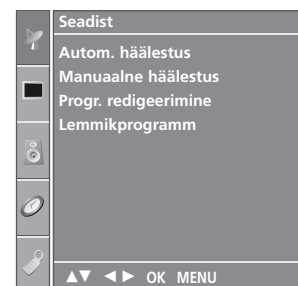 Seadist
Autom. häälestus
Manuaalne häälestus
Progr. redigeerimine
Lemmikprogramm
▲▼ ◄► OK MENU